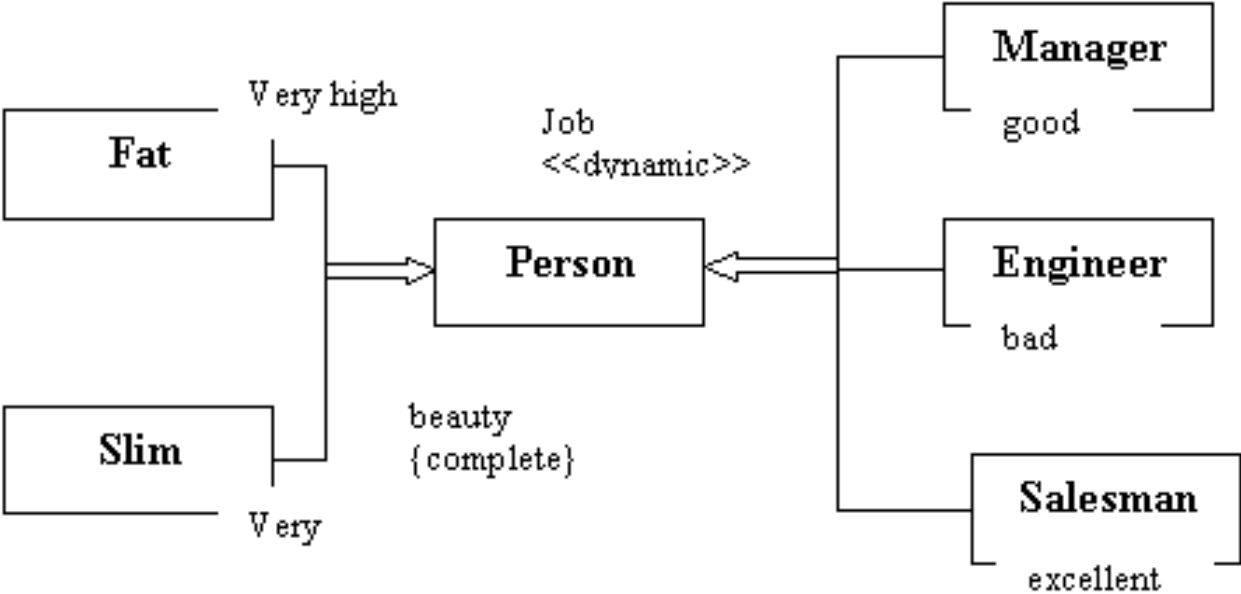 Manager
good
Very high
Fat
Job
<<dynamic>>
Person
Engineer
bad
beauty
{complete}
Slim
Very
Salesman
excellent